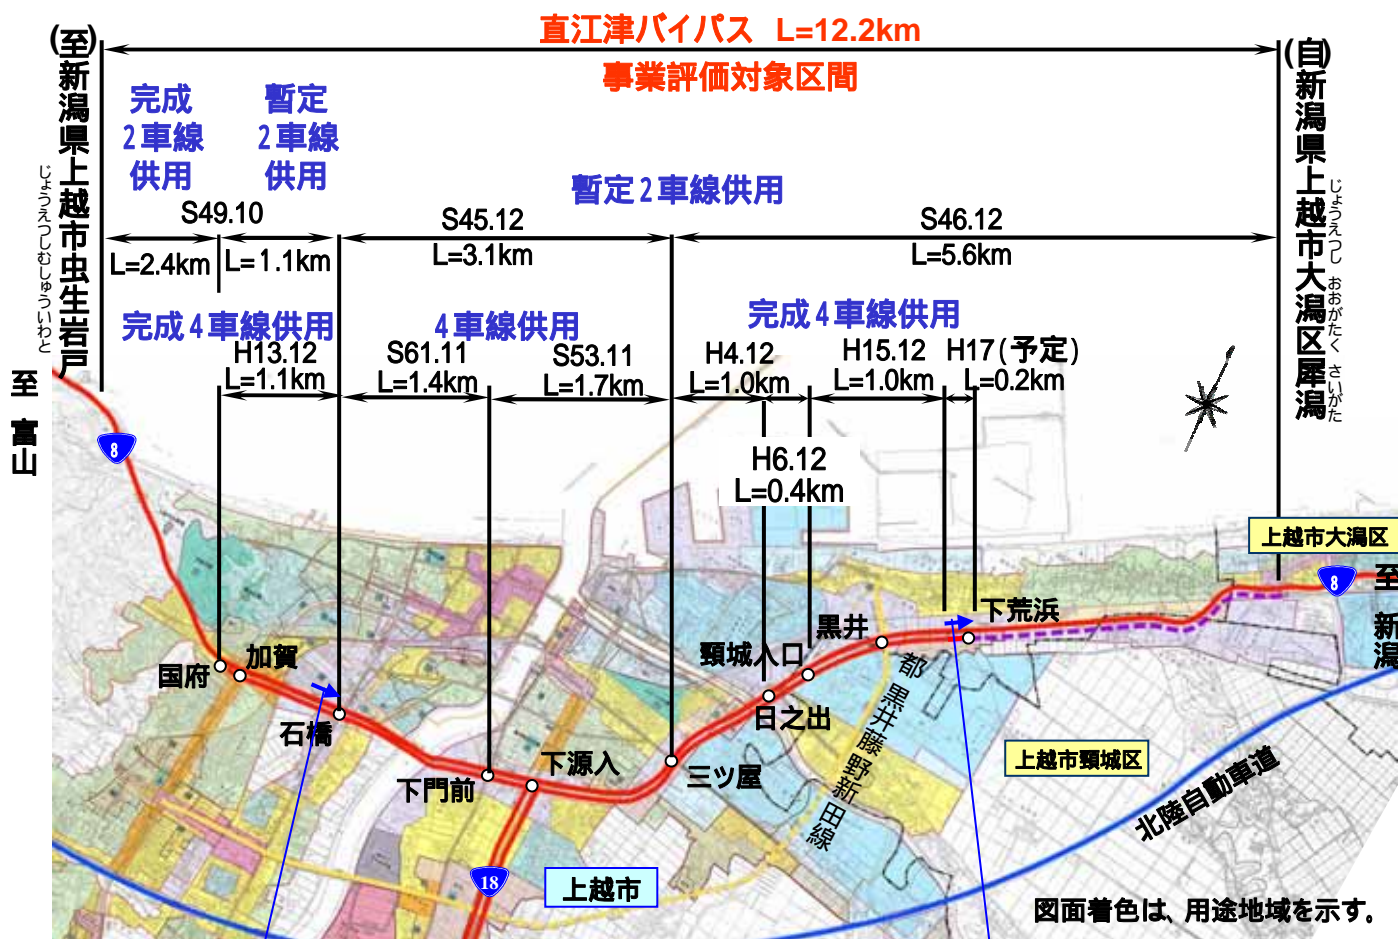 直江津バイパス L=12.2km
事業評価対象区間
(至)新潟県上越市虫生岩戸
じょうえつしむしゅういわと
(自)新潟県上越市大潟区犀潟
じょうえつし おおがたく さいがた
完成
2車線
供用
暫定
2車線
供用
暫定2車線供用
S49.10
S45.12
S46.12
L=2.4km
L=1.1km
L=3.1km
L=5.6km
完成4車線供用
4車線供用
完成4車線供用
H13.12
L=1.1km
S61.11
L=1.4km
S53.11
L=1.7km
H4.12
L=1.0km
H15.12
L=1.0km
H17(予定)
L=0.2km
H6.12
L=0.4km
至 富山
8
上越市大潟区
8
至 新潟
下荒浜
黒井
頸城入口
加賀
国府
石橋
日之出
三ツ屋
下源入
下門前
都 黒井藤野新田線
上越市頸城区
北陸自動車道
18
上越市
図面着色は、用途地域を示す。